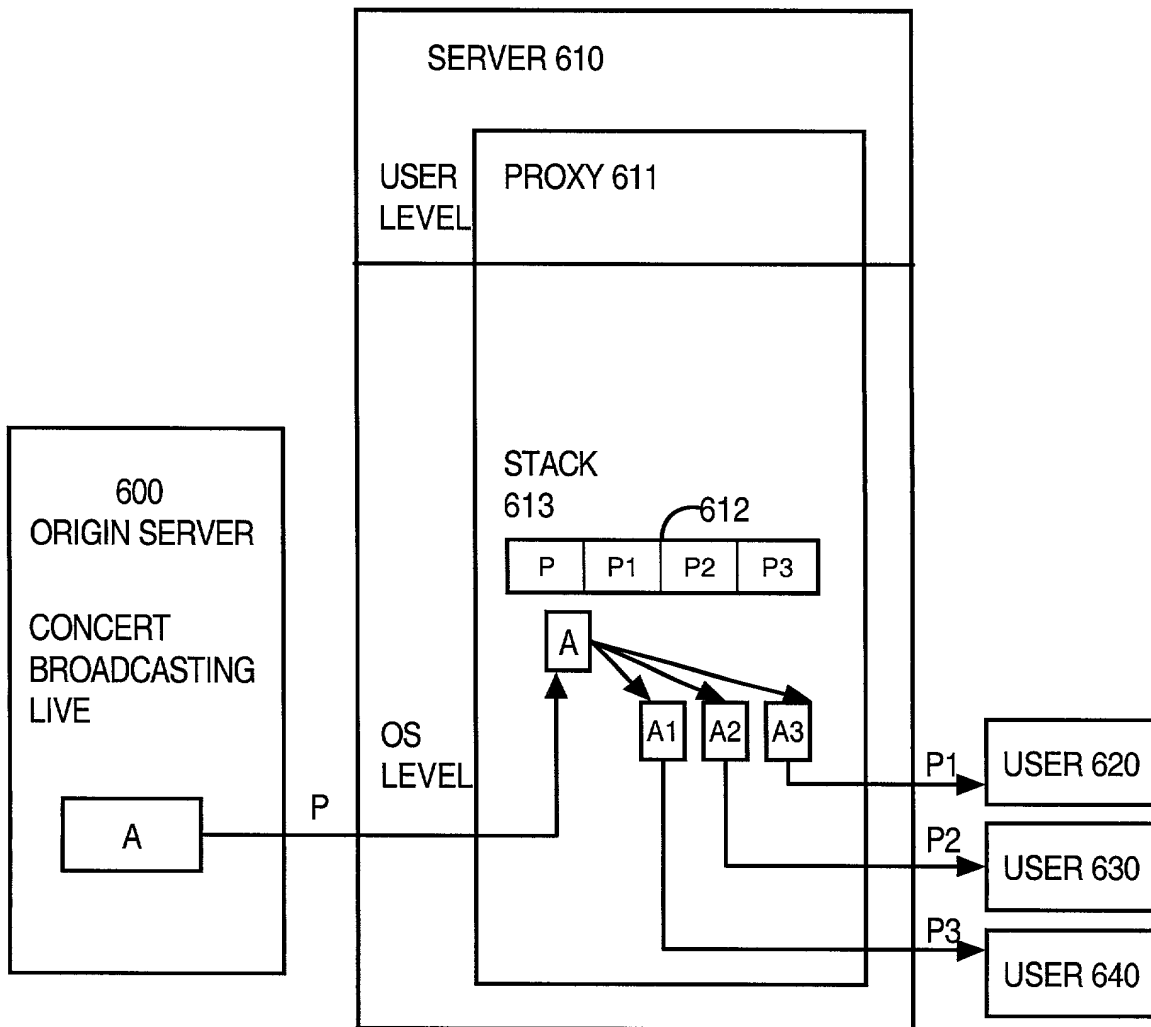 SERVER 610
USER
LEVEL
PROXY 611
STACK
613
612
P P1 P2 P3
A
A1 A2 A3
OS
LEVEL
600
ORIGIN SERVER
CONCERT
BROADCASTING
LIVE
A
P
P1
USER 620
P2
USER 630
P3
USER 640